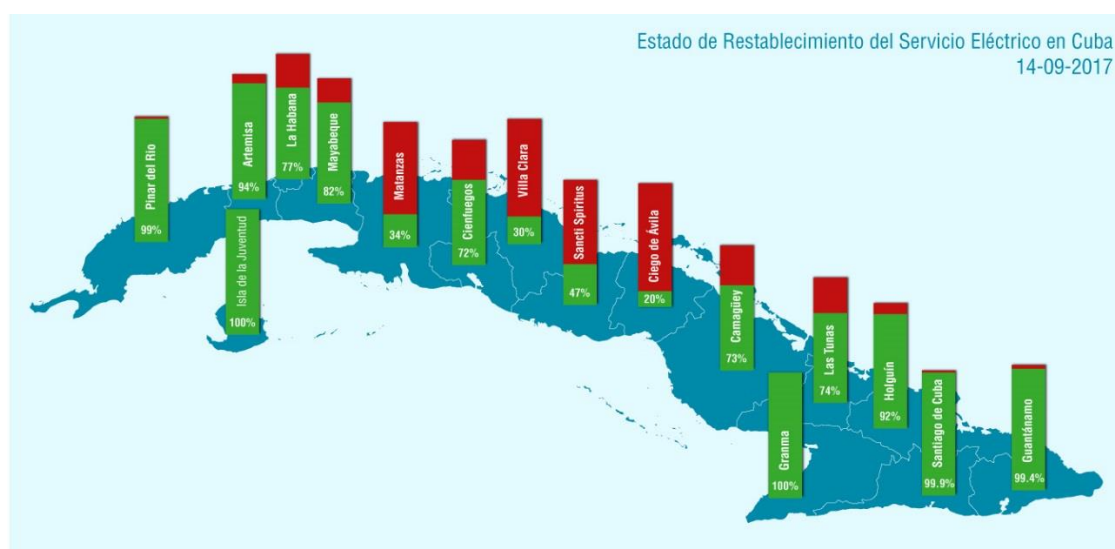 Estado de Restablecimiento del Servicio Eléctrico en Cuba
14-09-2017
Pinar del Rio
99%
Artemisa
94%
La Habana
77%
Mayabeque
82%
Isla de la Juventud
100%
Matanzas
34%
Cienfuegos
72%
Villa Clara
30%
Sancti Spiritus
47%
Ciego de Ávila
20%
Camagüey
73%
Granma
100%
Las Tunas
74%
Holguín
92%
Santiago de Cuba
99.9%
Guantánamo
99.4%